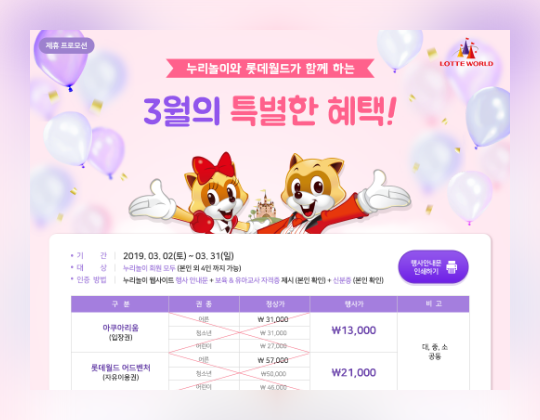 제휴 프로모션
LOTTE WORLD
누리놀이와 롯데월드가 함께 하는
3월의 특별한 혜택!
• 기 간 2019. 03. 02(토) ~ 03. 31(일)
• 대 상 누리놀이 회원 모두 (본인 외 4인 까지 가능)
• 인증 방법 누리놀이 웹사이트 행사 안내문 + 보육 & 유아교사 자격증 제시 (본인 확인) + 신분증 (본인 확인)
행사안내문
인쇄하기
구 분 권 종 정상가 행사가 비 고
아쿠아리움
(입장권)
어른 ₩ 31,000
청소년 ₩ 31,000
어린이 ₩ 27,000
₩13,000
대, 중, 소
공통
롯데월드 어드벤처
(자유이용권)
어른 ₩ 57,000
청소년 ₩50,000
어린이 ₩ 46,000
₩21,000